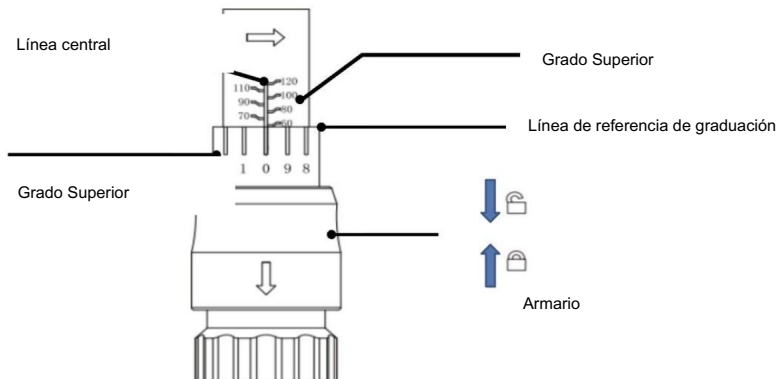 Línea central
Grado Superior
120
110
100
90
80
70
60
Línea de referencia de graduación
1 0 9 8
Grado Superior
Armario